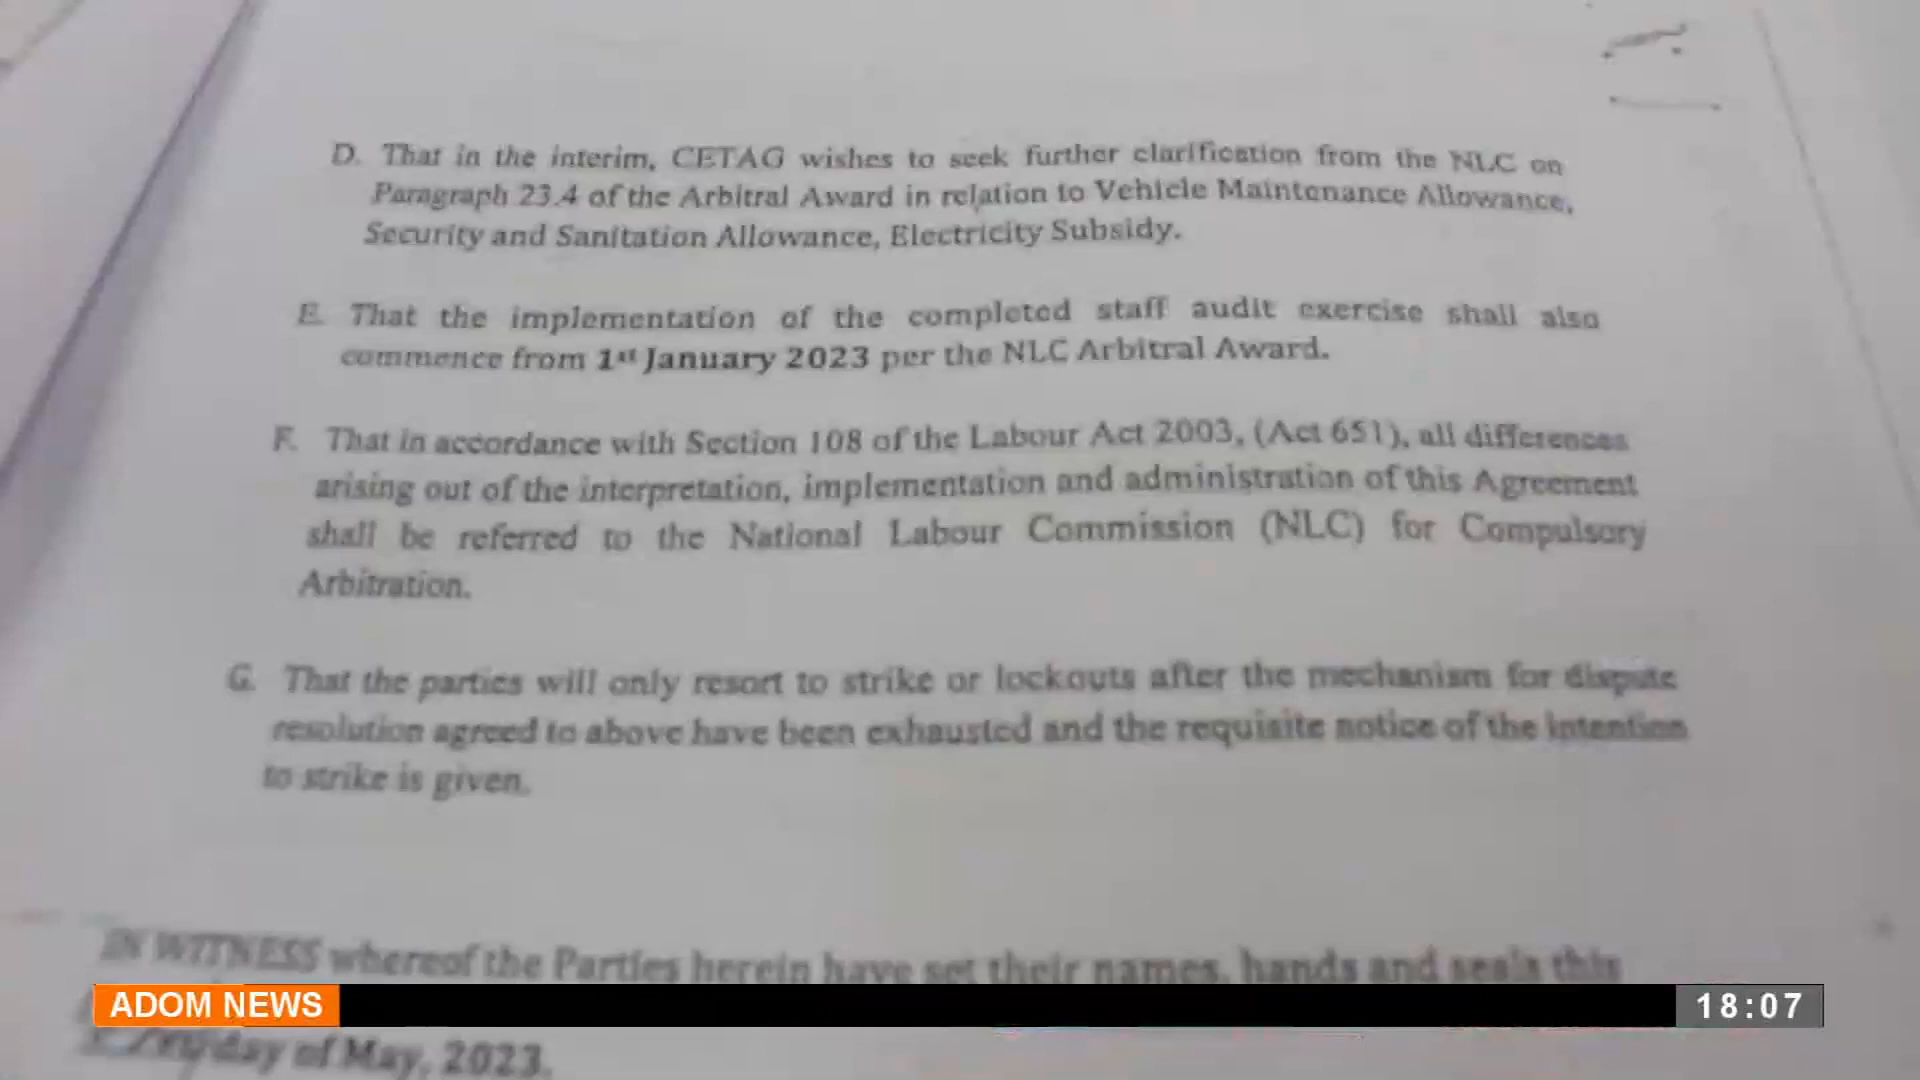 D. That in the interim, CETAG wishes to seek further clarification from the NLC on
Paragraph 23.4 of the Arbitral Award in relation to Vehicle Maintenance Allowance,
Security and Sanitation Allowance, Electricity Subsidy.
E. That the implementation of the completed staff audit exercise shall also
commence from 1st January 2023 per the NLC Arbitral Award.
F. That in accordance with Section 108 of the Labour Act 2003, (Act 651), all differences
arising out of the interpretation, implementation and administration of this Agreement
shall be referred to the National Labour Commission (NLC) for Compulsory
Arbitration.
G. That the parties will only resort to strike or lockouts after the mechanism for dispute
resolution agreed to above have been exhausted and the requisite notice of the intention
to strike is given.
IN WITNESS whereof the Parties herein have set their names, hands and seals this
ADOM NEWS
18:07
day of May, 2023.